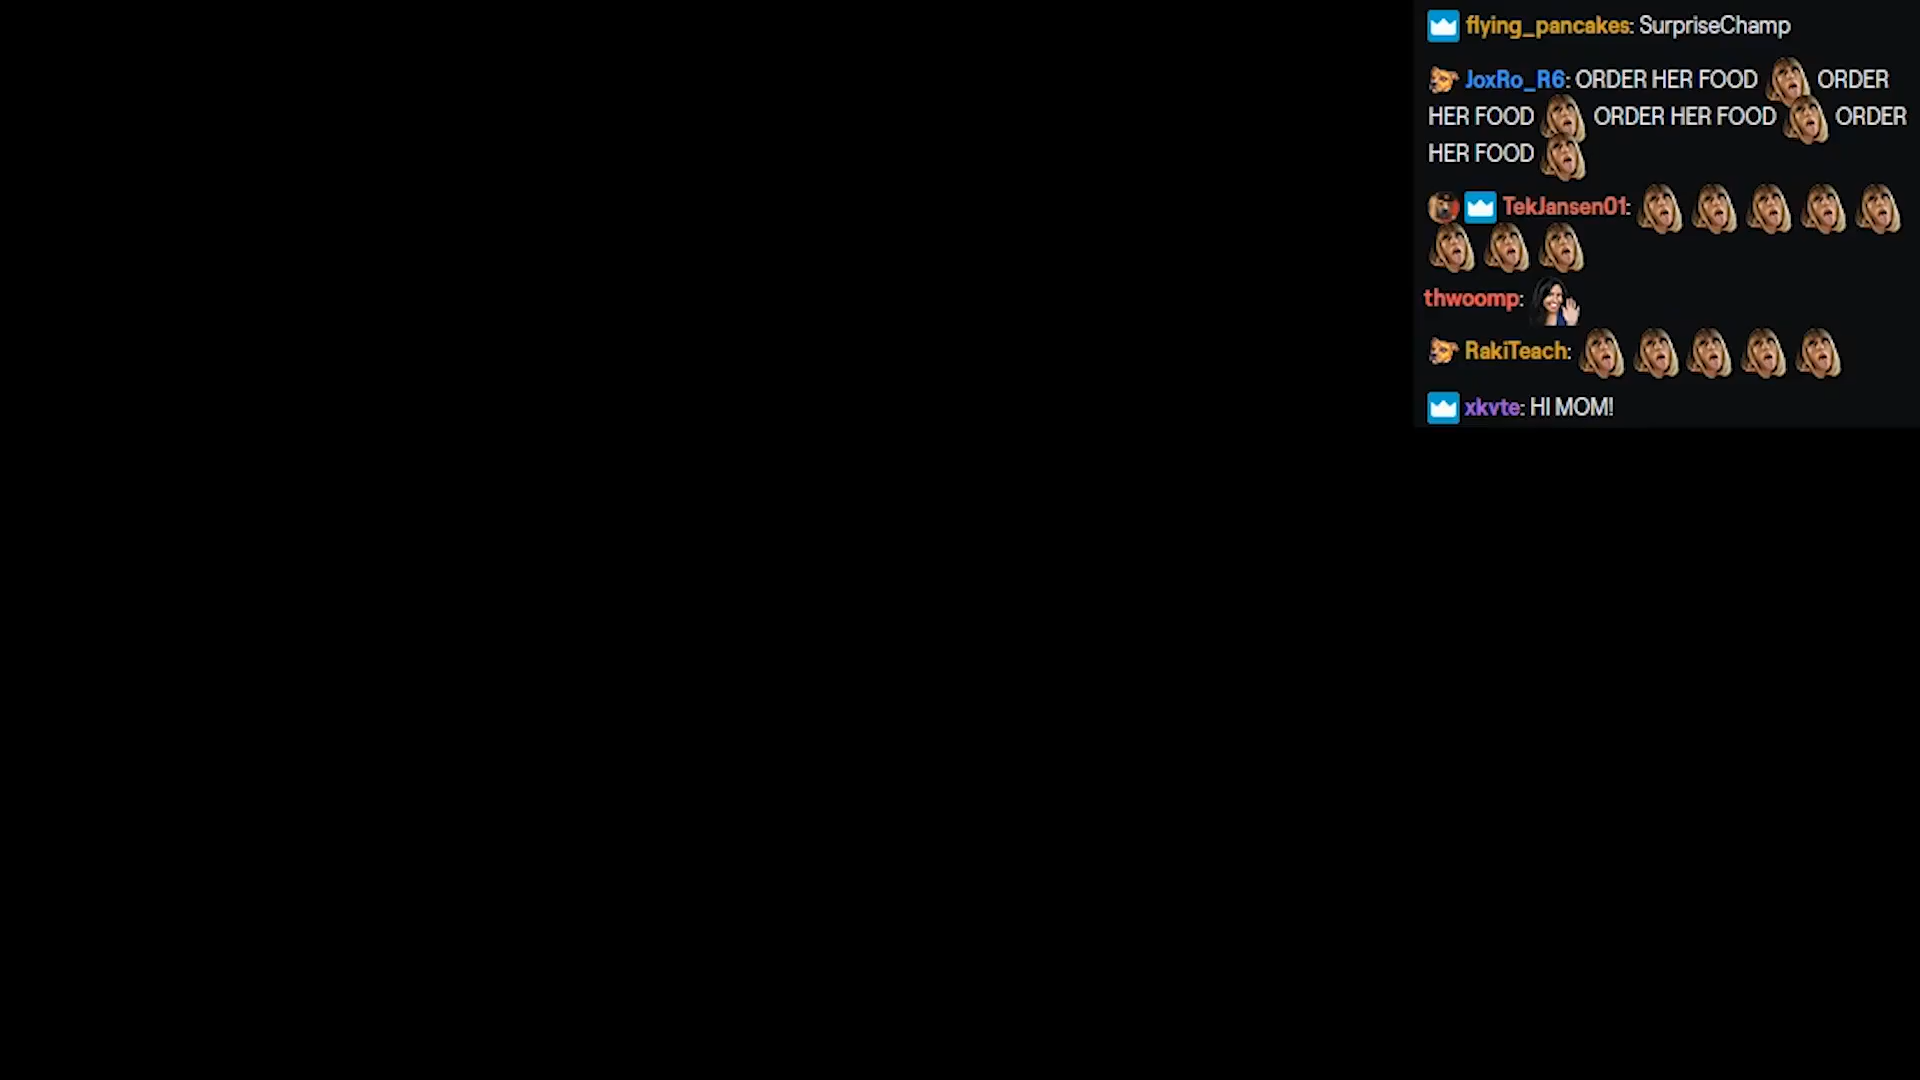 flying_pancakes: SurpriseChamp
JoxRo_R6: ORDER HER FOOD ORDER
HER FOOD ORDER HER FOOD ORDER
HER FOOD
TekJansen01:
thwoomp:
RakiTeach:
xkvte: HI MOM!